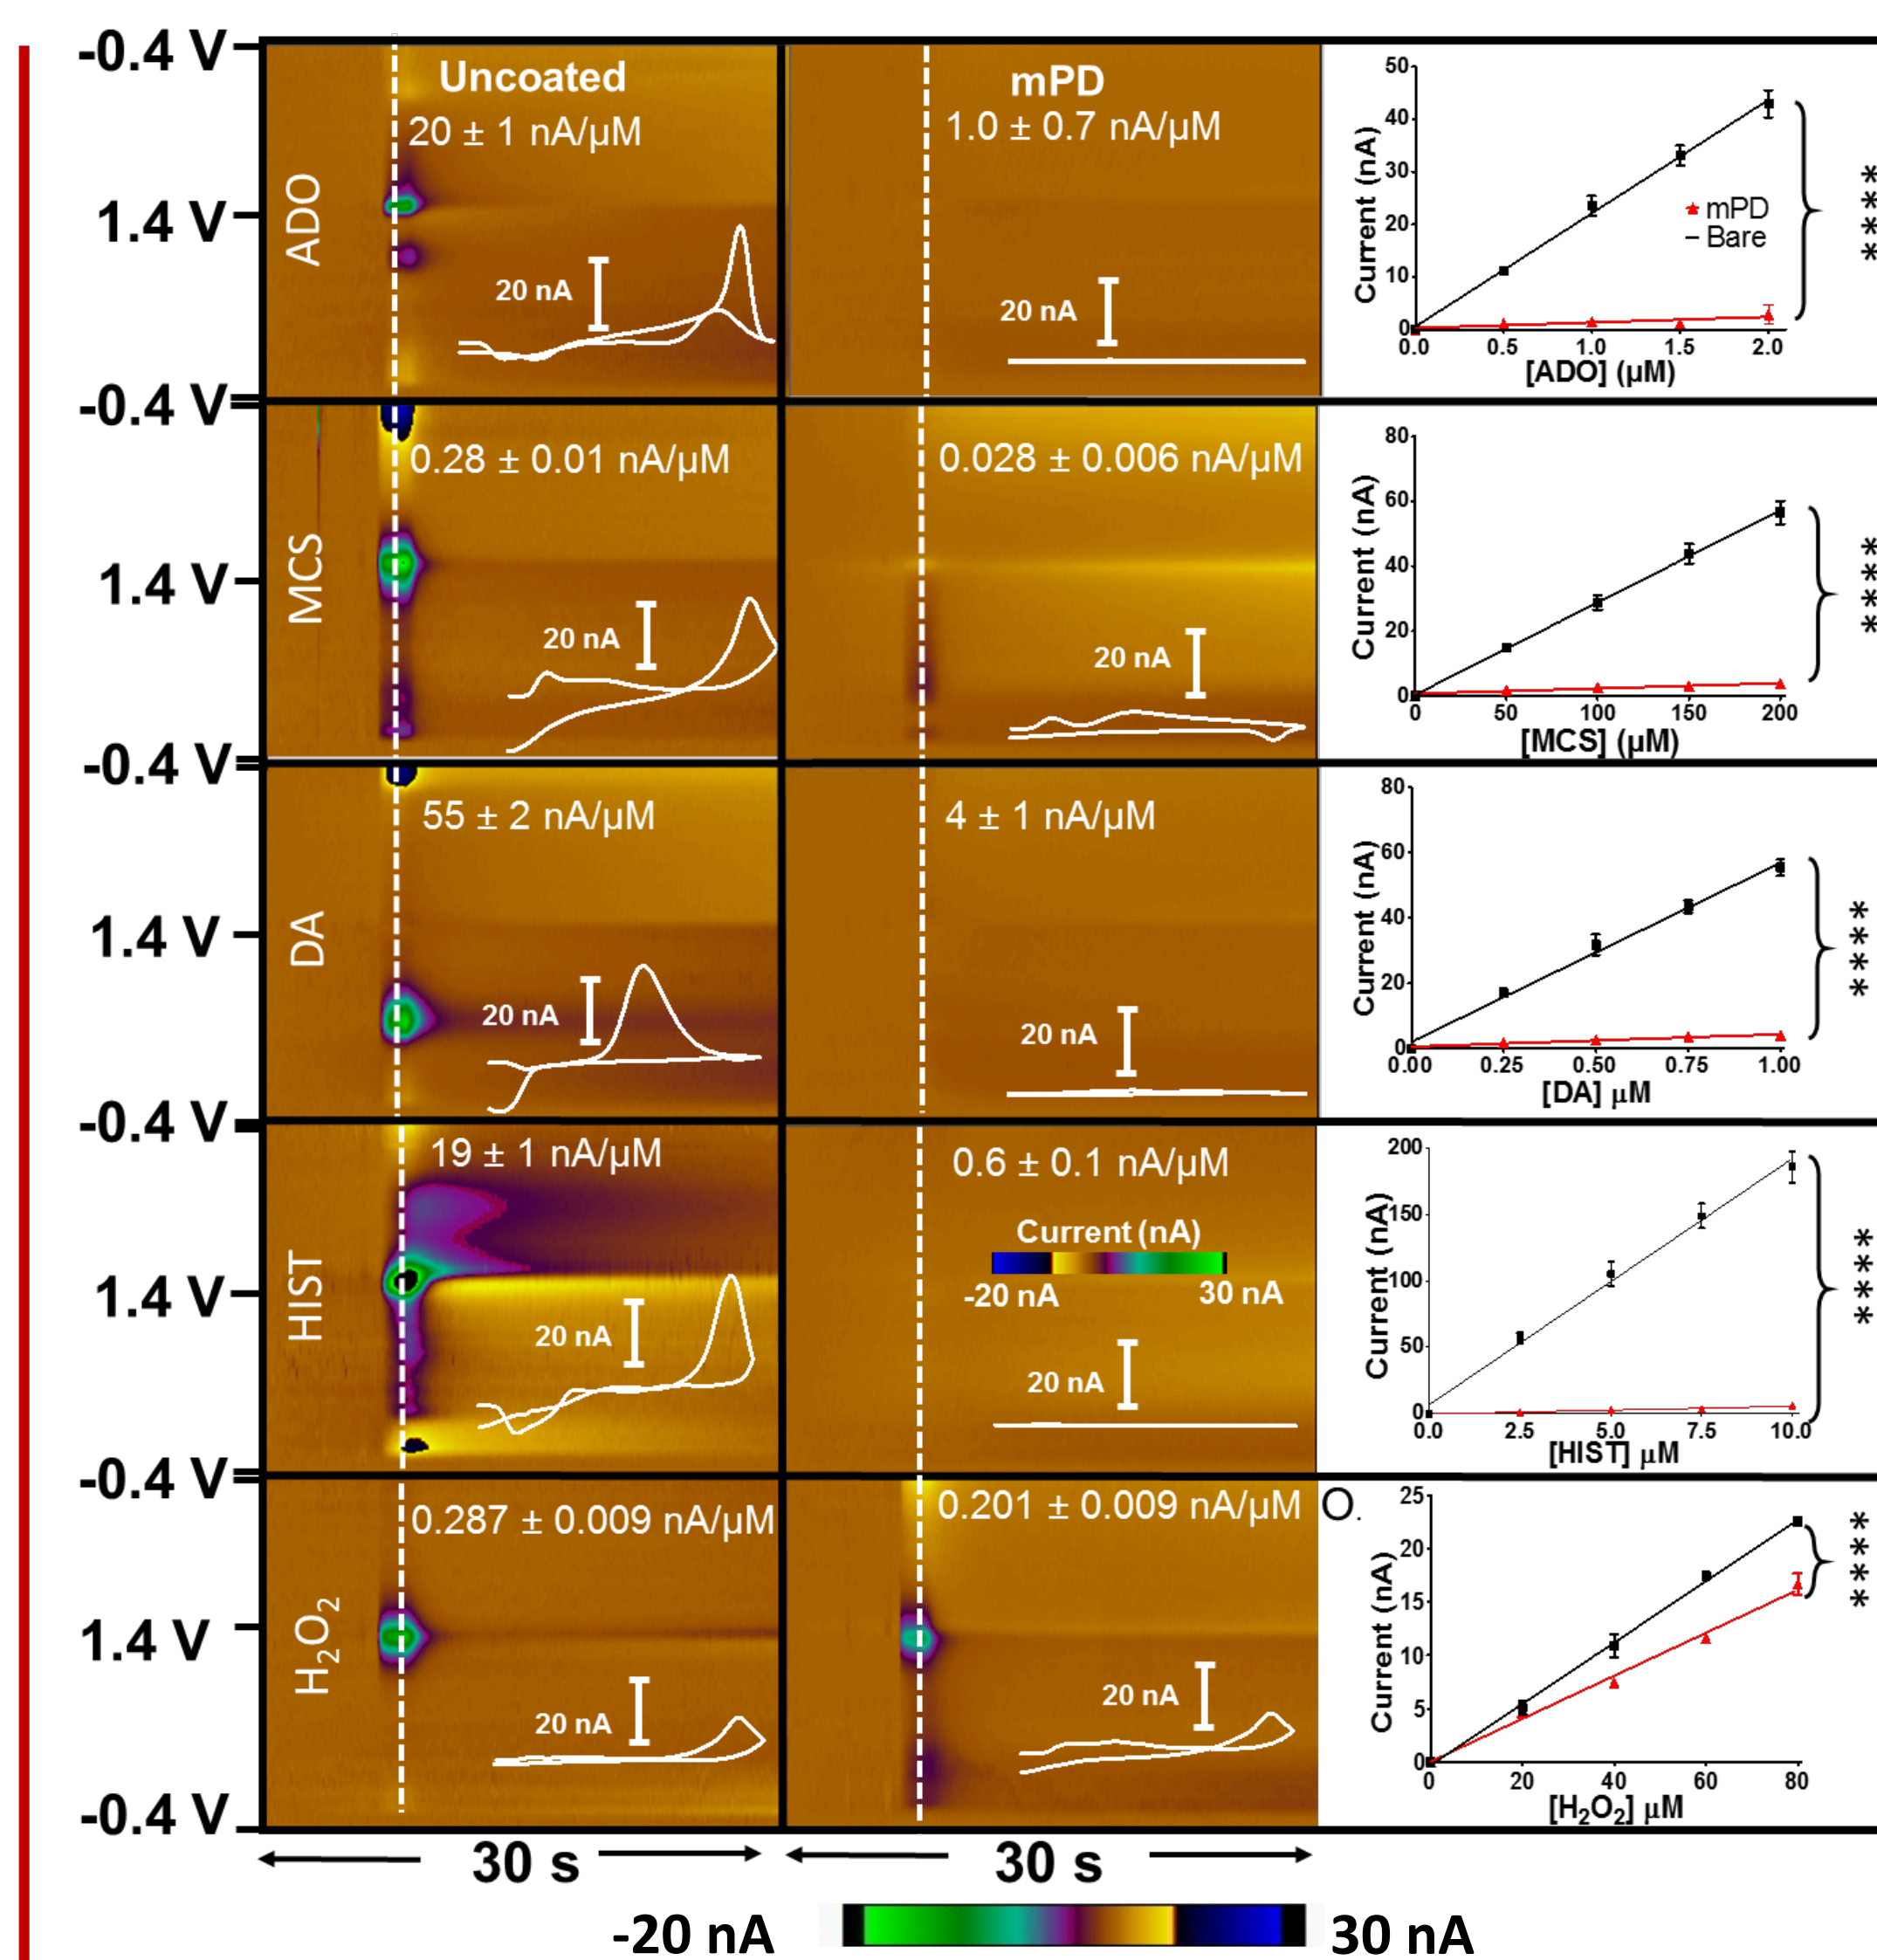 -0.4 V
Uncoated
20 ± 1 nA/µM
ADO
1.4 V
20 nA
mPD
1.0 ± 0.7 nA/µM
20 nA
50
40
30
20
10
0
Current (nA)
mPD
Bare
****
0.0 0.5 1.0 1.5 2.0
[ADO] (µM)
-0.4 V
0.28 ± 0.01 nA/µM
MCS
1.4 V
20 nA
0.028 ± 0.006 nA/µM
20 nA
80
60
40
20
0
Current (nA)
****
0 50 100 150 200
[MCS] (µM)
-0.4 V
55 ± 2 nA/µM
DA
1.4 V
20 nA
4 ± 1 nA/µM
20 nA
80
60
40
20
0
Current (nA)
****
0.00 0.25 0.50 0.75 1.00
[DA] µM
-0.4 V
19 ± 1 nA/µM
HIST
1.4 V
20 nA
0.6 ± 0.1 nA/µM
Current (nA)
-20 nA 30 nA
20 nA
200
150
100
50
0
Current (nA)
****
0.0 2.5 5.0 7.5 10.0
[HIST] µM
-0.4 V
0.287 ± 0.009 nA/µM
H₂O₂
1.4 V
20 nA
-0.4 V
0.201 ± 0.009 nA/µM
20 nA
O.
25
20
15
10
5
0
Current (nA)
****
0 20 40 60 80
[H₂O₂] µM
30 s 30 s
-20 nA 30 nA